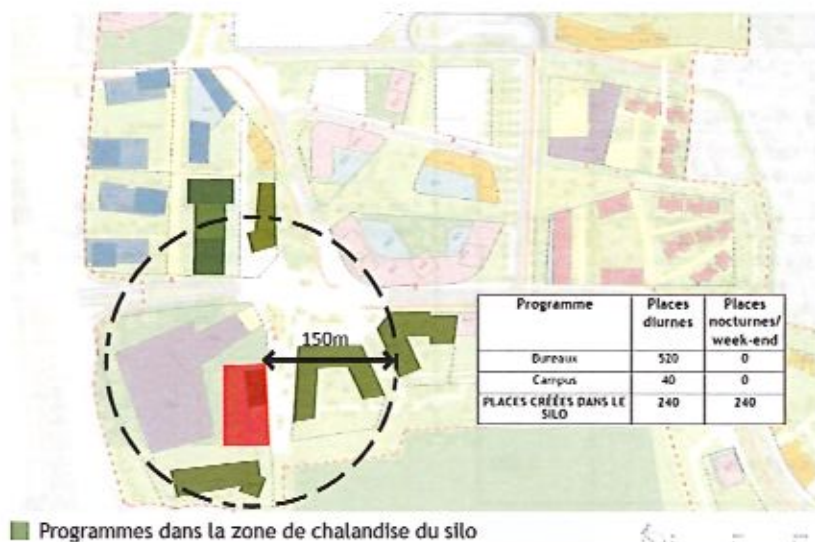 150m
Programme Places diurnes Places nocturnes/ week-end
Bureaux 520 0
Campus 40 0
PLACES CRÉÉES DANS LE SILO 240 240
Programmes dans la zone de chalandise du silo